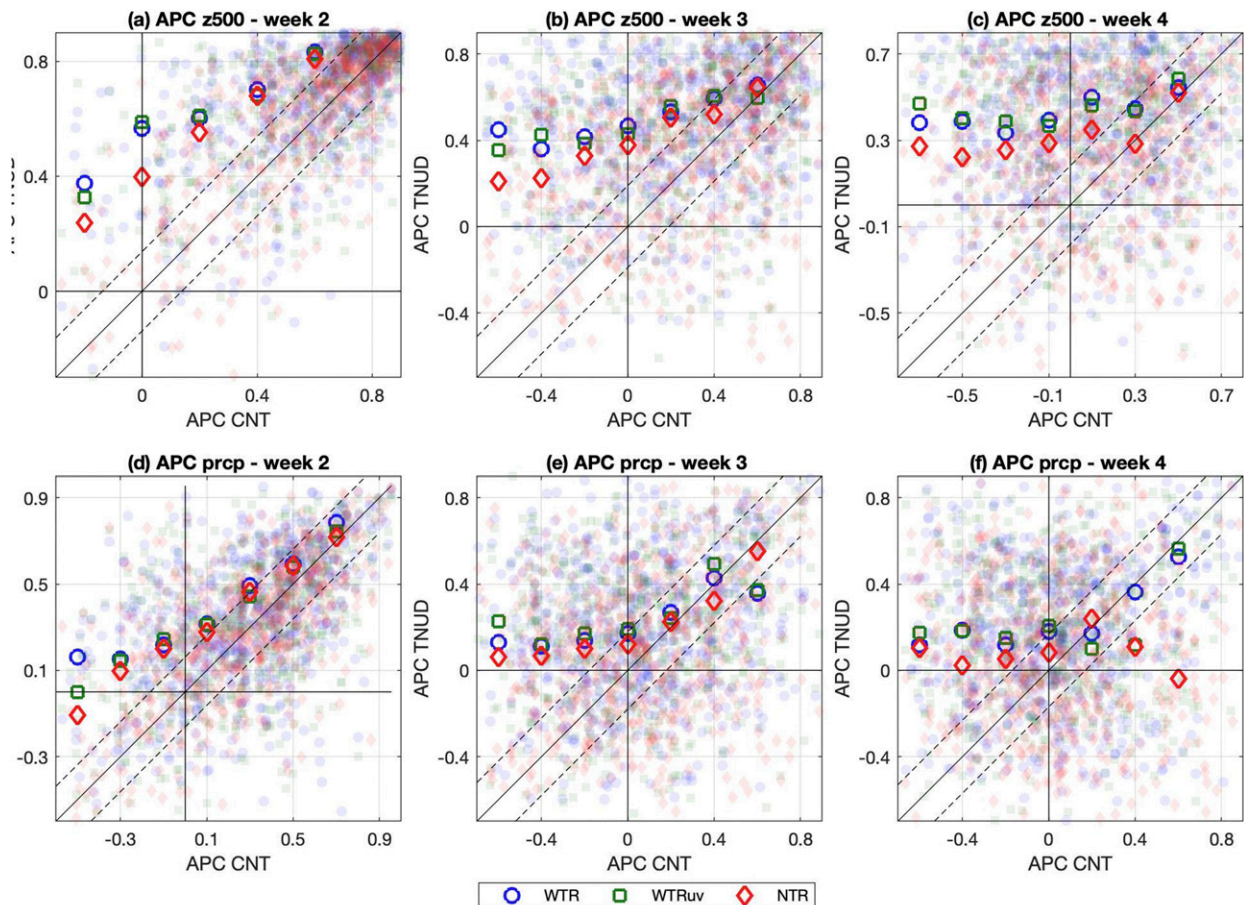 (a) APC z500 - week 2
(b) APC z500 - week 3
(c) APC z500 - week 4
0.8
0.4
0
0
0.4
0.8
APC CNT
APC TNUD
0.8
0.4
0
-0.4
-0.4
0
0.4
0.8
APC CNT
APC TNUD
0.7
0.3
-0.1
-0.5
-0.5
-0.1
0.3
0.7
APC CNT
(d) APC prcp - week 2
(e) APC prcp - week 3
(f) APC prcp - week 4
0.9
0.5
0.1
-0.3
-0.3
0.1
0.5
0.9
APC CNT
APC TNUD
0.8
0.4
0
-0.4
-0.4
0
0.4
0.8
APC CNT
APC TNUD
0.8
0.4
0
-0.4
-0.4
0
0.4
0.8
APC CNT
WTR
WTRuv
NTR